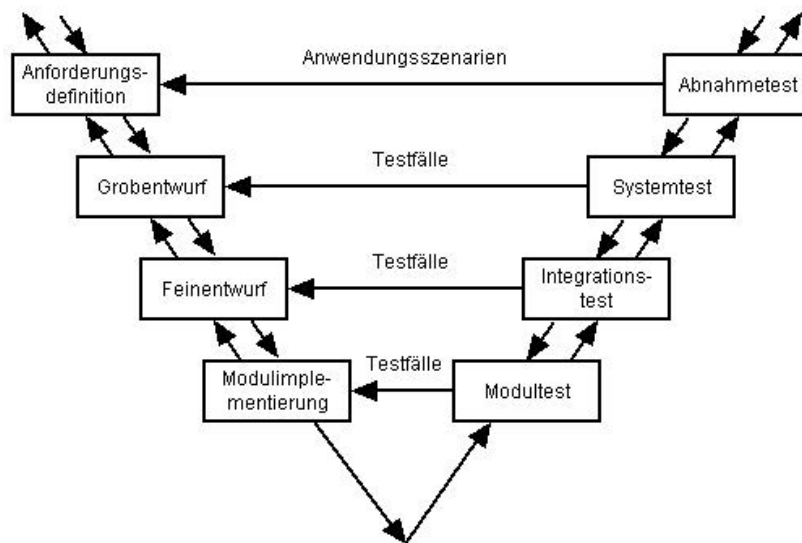 Anwendungsszenarien
Anforderungs-
definition
Abnahmetest
Testfälle
Grobentwurf
Systemtest
Testfälle
Feinentwurf
Integrations-
test
Testfälle
Modulimple-
mentierung
Modultest